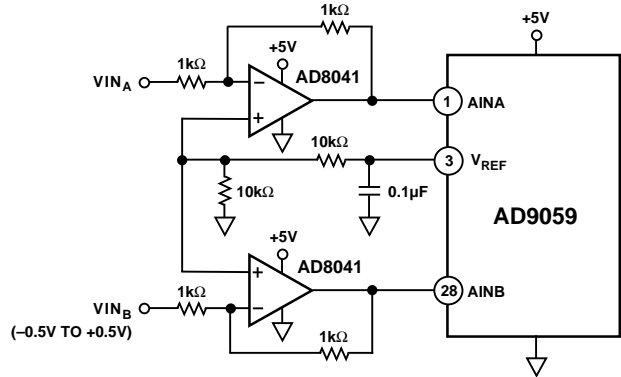 1kΩ
+5V
1kΩ
AD8041
+5V
VINA
−
+
1
AINA
10kΩ
3
VREF
10kΩ
0.1µF
AD9059
+5V
AD8041
1kΩ
+
−
28
AINB
VINB
(–0.5V TO +0.5V)
1kΩ